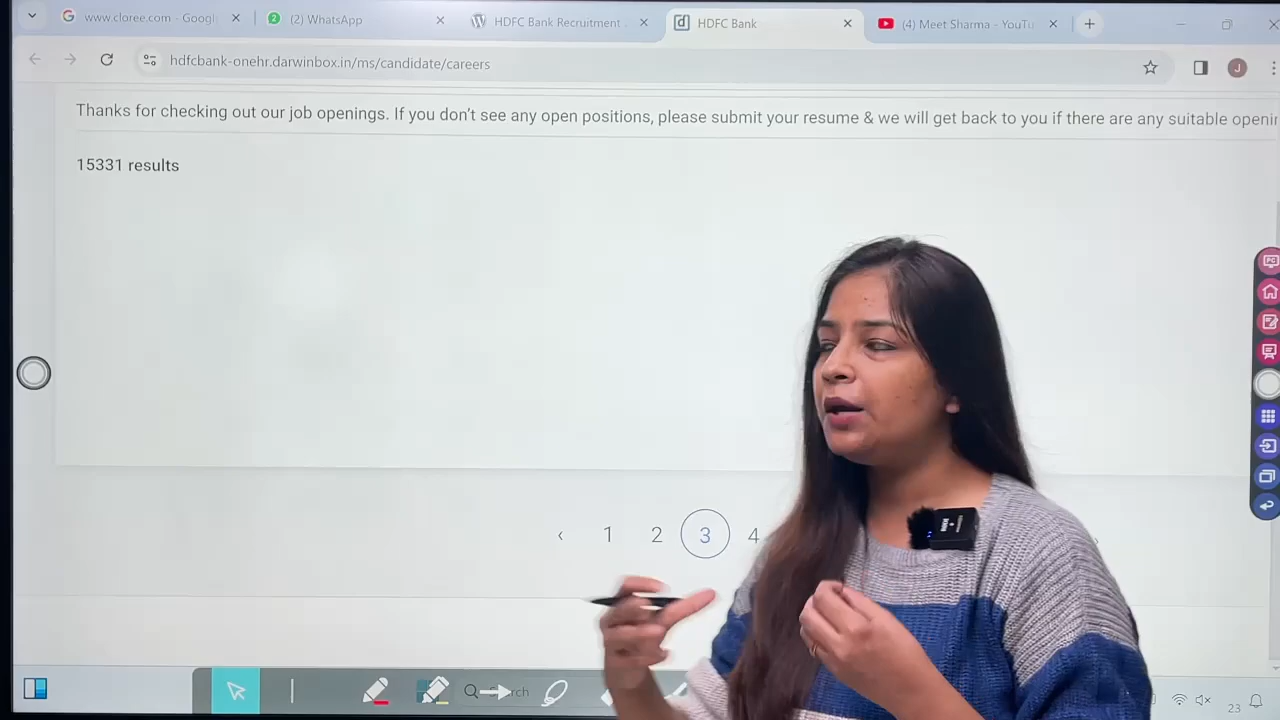 www.cloree.com - Googl
(2) WhatsApp
HDFC Bank Recruitment
HDFC Bank
(4) Meet Sharma - YouTu
hdfcbank-onehr.darwinbox.in/ms/candidate/careers
J
Thanks for checking out our job openings. If you don't see any open positions, please submit your resume & we will get back to you if there are any suitable openin
15331 results
‹ 1 2 3 4
23